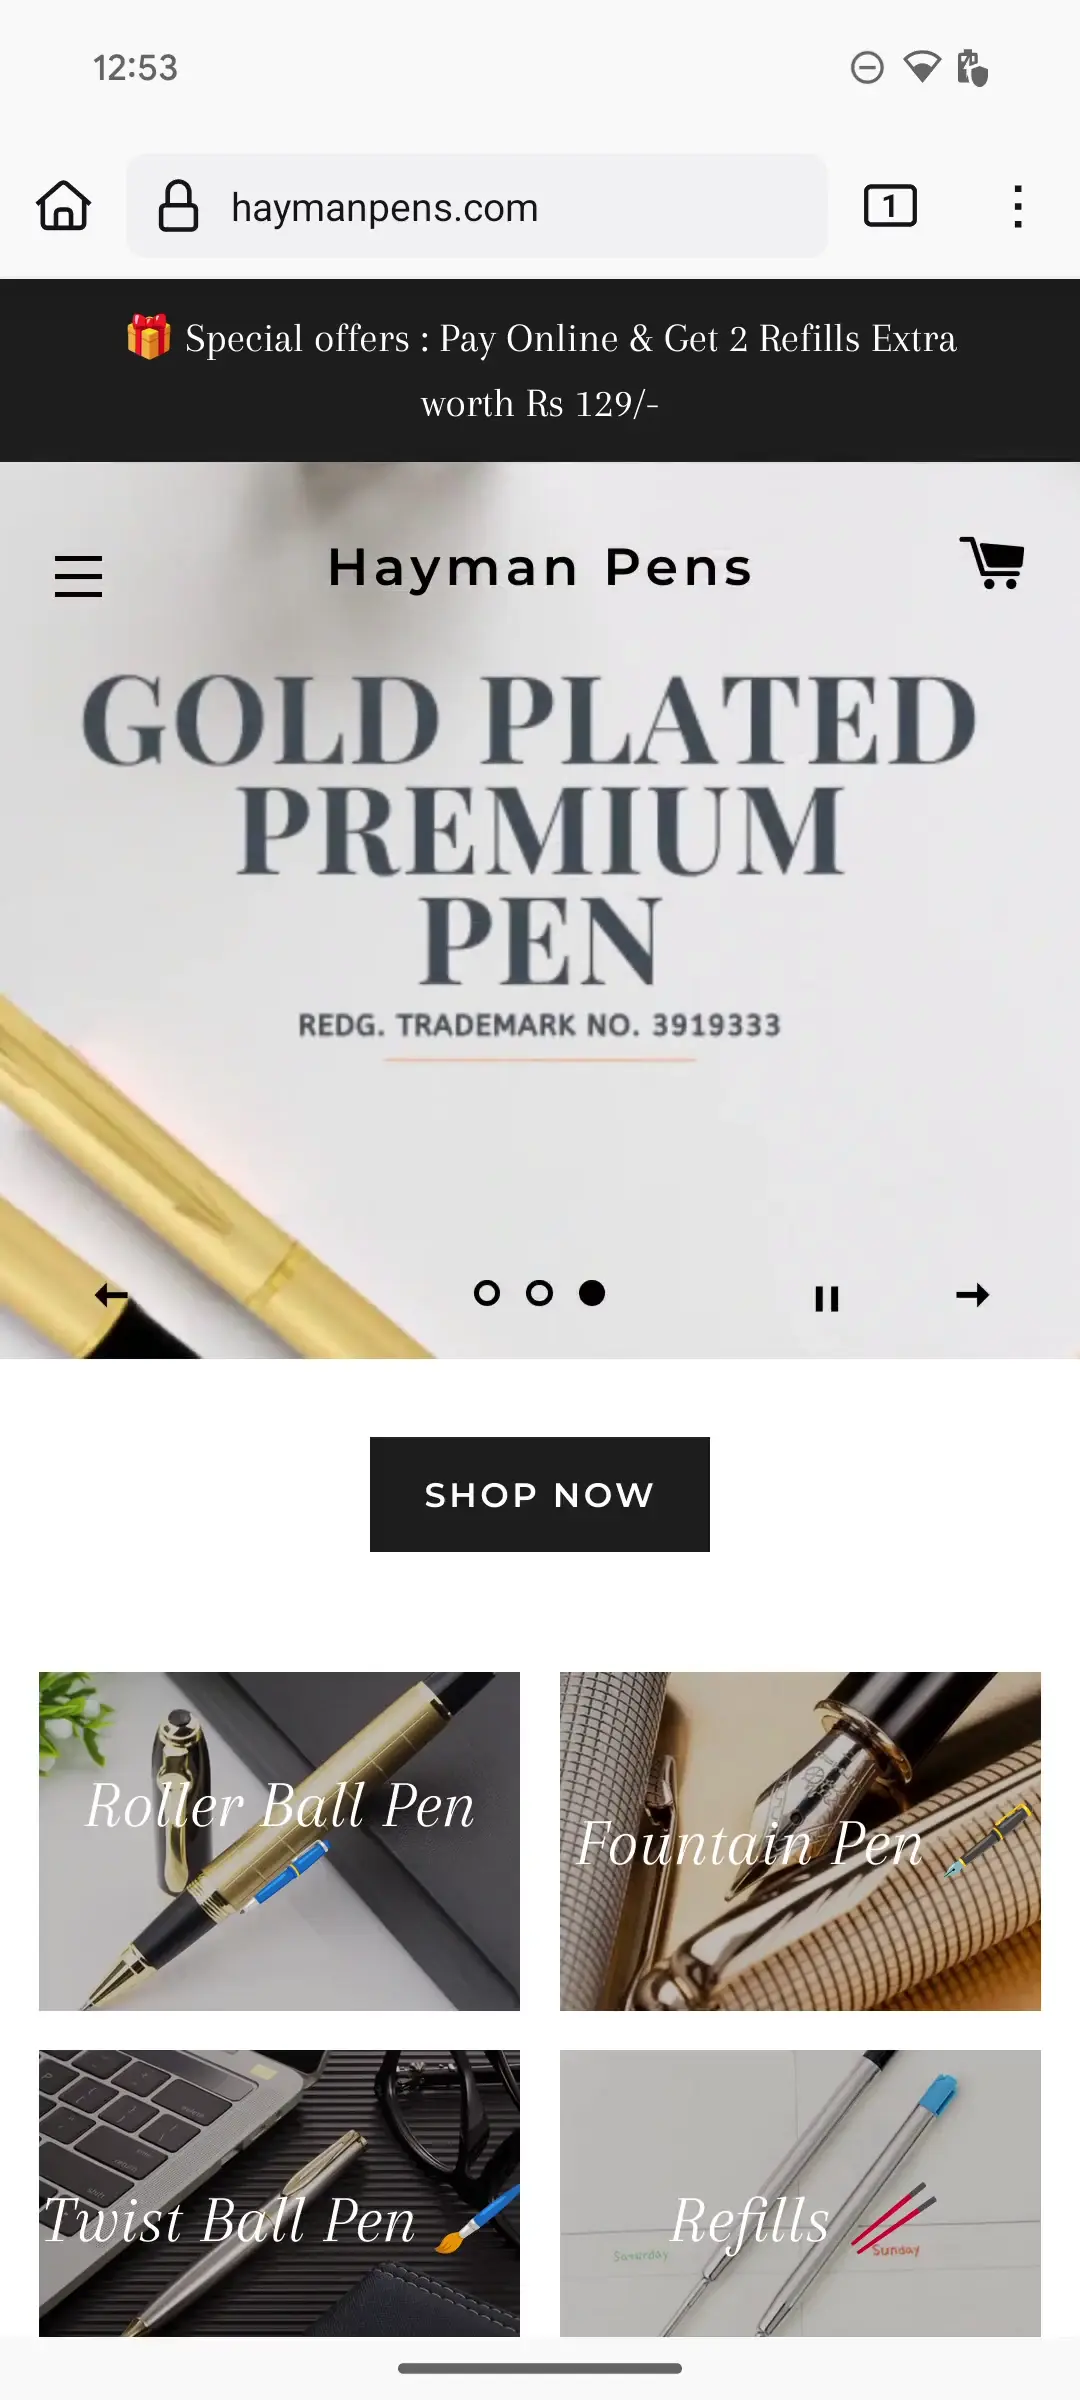 12:53
haymanpens.com
1
🎁 Special offers : Pay Online & Get 2 Refills Extra
worth Rs 129/-
Hayman Pens
GOLD PLATED
PREMIUM
PEN
REDG. TRADEMARK NO. 3919333
SHOP NOW
Roller Ball Pen
Fountain Pen
Twist Ball Pen
Refills
Saturday
Sunday